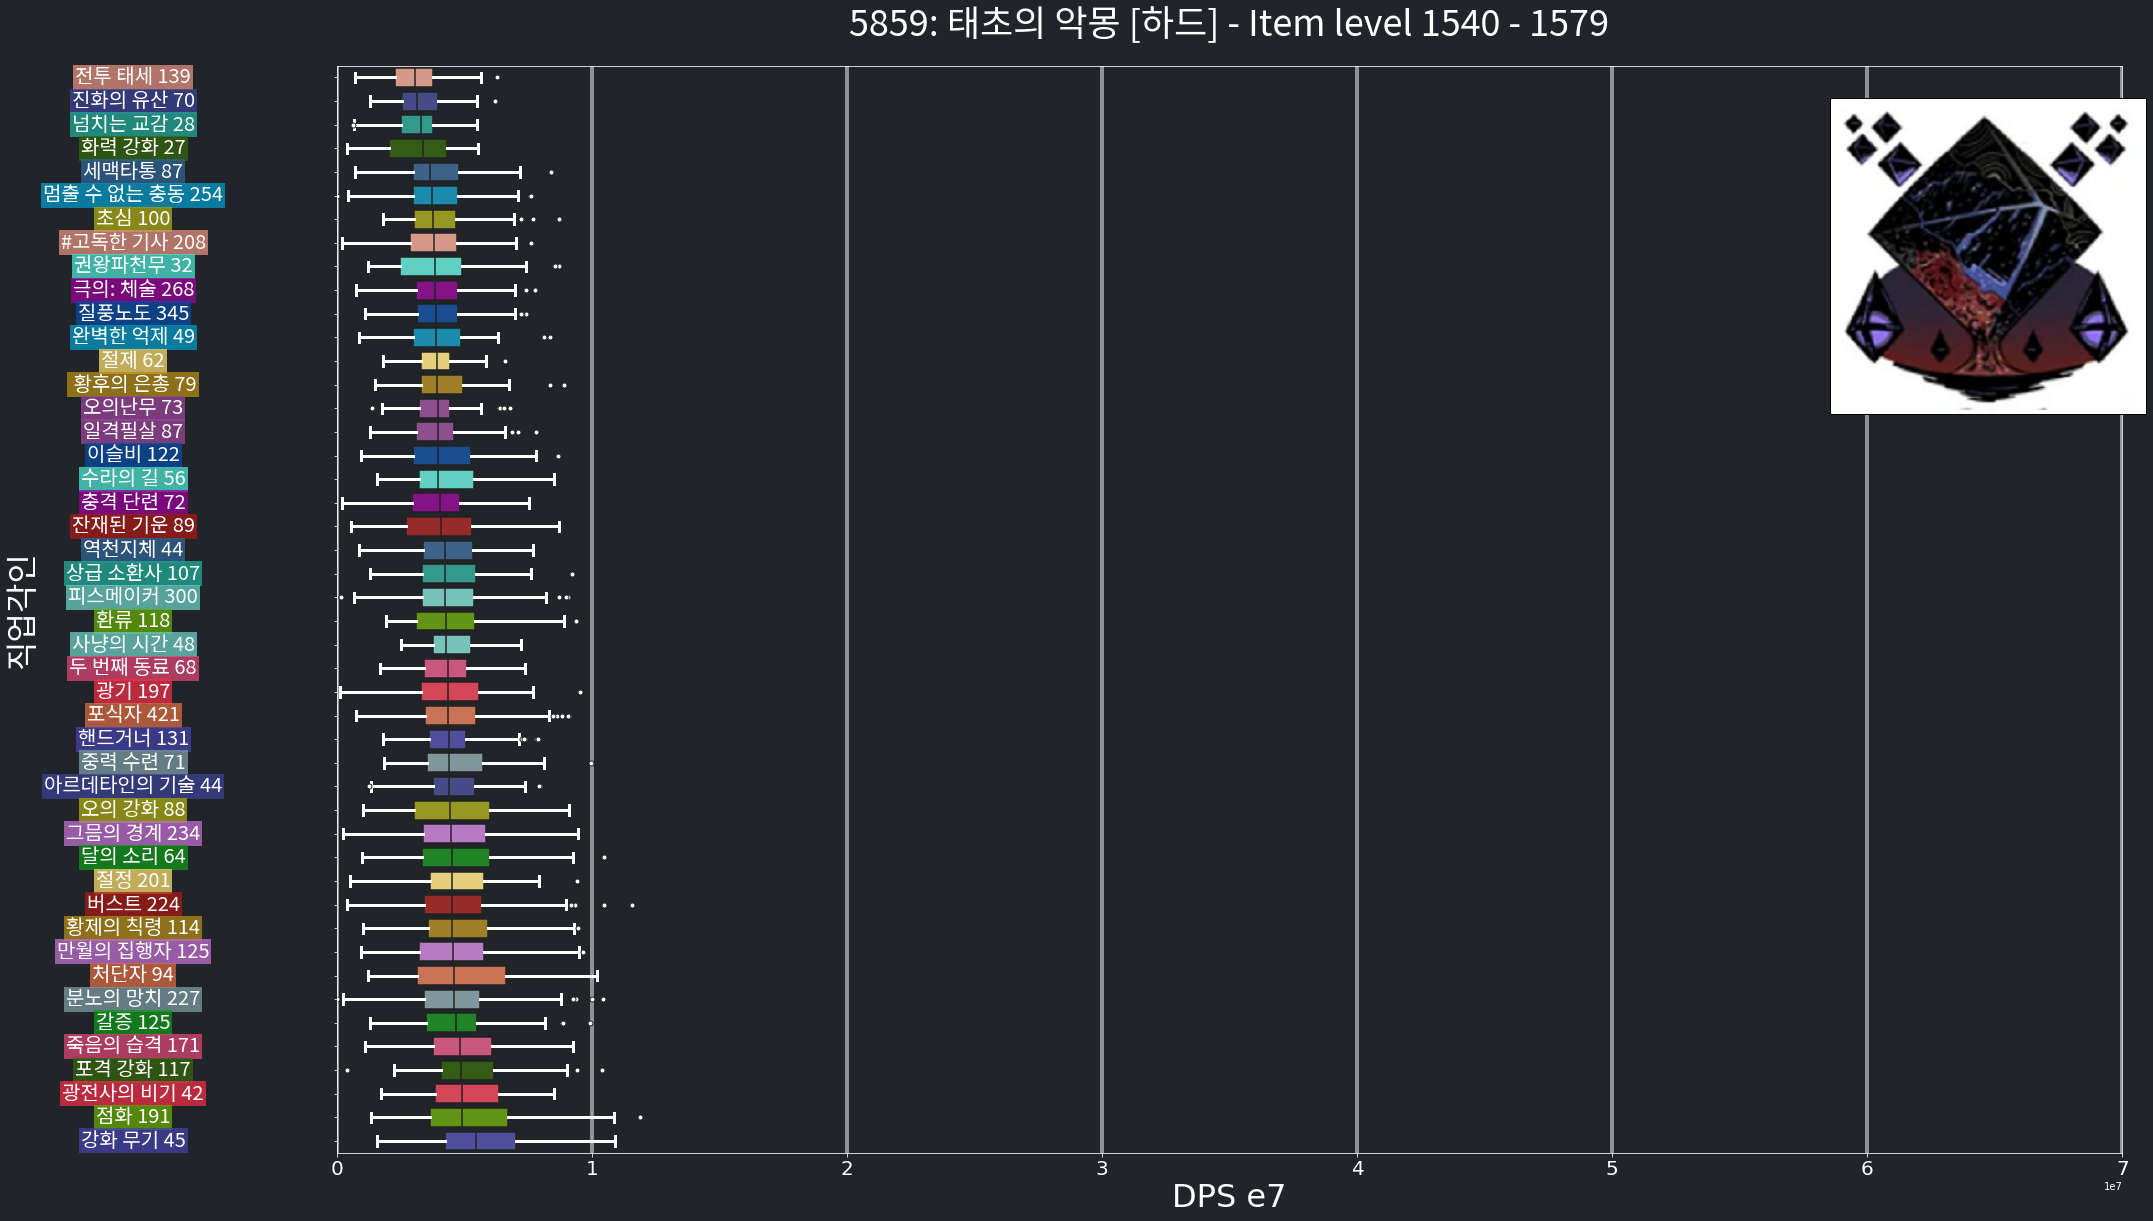 5859: 태초의 악몽 [하드] - Item level 1540 - 1579
전투 태세 139
진화의 유산 70
넘치는 교감 28
화력 강화 27
세맥타통 87
멈출 수 없는 충동 254
초심 100
#고독한 기사 208
권왕파천무 32
극의: 체술 268
질풍노도 345
완벽한 억제 49
절제 62
황후의 은총 79
오의난무 73
일격필살 87
이슬비 122
수라의 길 56
충격 단련 72
잔재된 기운 89
역천지체 44
상급 소환사 107
피스메이커 300
환류 118
사냥의 시간 48
두 번째 동료 68
광기 197
포식자 421
핸드거너 131
중력 수련 71
아르데타인의 기술 44
오의 강화 88
그믐의 경계 234
달의 소리 64
절정 201
버스트 224
황제의 칙령 114
만월의 집행자 125
처단자 94
분노의 망치 227
갈증 125
죽음의 습격 171
포격 강화 117
광전사의 비기 42
점화 191
강화 무기 45
직업각인
0 1 2 3 4 5 6 7
1e7
DPS e7